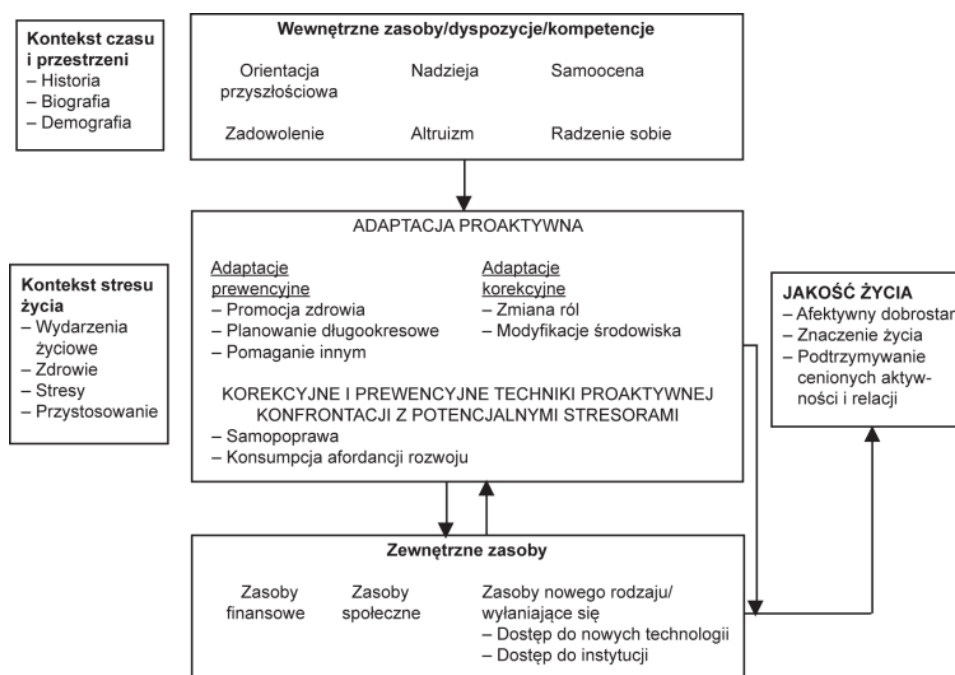 Kontekst czasu
i przestrzeni
– Historia
– Biografia
– Demografia
Wewnętrzne zasoby/dyspozycje/kompetencje
Orientacja
przyszłościowa
Nadzieja
Samoocena
Zadowolenie
Altruizm
Radzenie sobie
Kontekst stresu
życia
– Wydarzenia
życiowe
– Zdrowie
– Stresy
– Przystosowanie
ADAPTACJA PROAKTYWNA
Adaptacje
prewencyjne
– Promocja zdrowia
– Planowanie długookresowe
– Pomaganie innym
Adaptacje
korekcyjne
– Zmiana ról
– Modyfikacje środowiska
KOREKCYJNE I PREWENCYJNE TECHNIKI PROAKTYWNEJ
KONFRONTACJI Z POTENCJALNYMI STRESORAMI
– Samopoprawa
– Konsumpcja afordancji rozwoju
JAKOŚĆ ŻYCIA
– Afektywny dobrostan
– Znaczenie życia
– Podtrzymywanie
cenionych aktyw-
ności i relacji
Zewnętrzne zasoby
Zasoby
finansowe
Zasoby
społeczne
Zasoby nowego rodzaju/
wyłaniające się
– Dostęp do nowych technologii
– Dostęp do instytucji